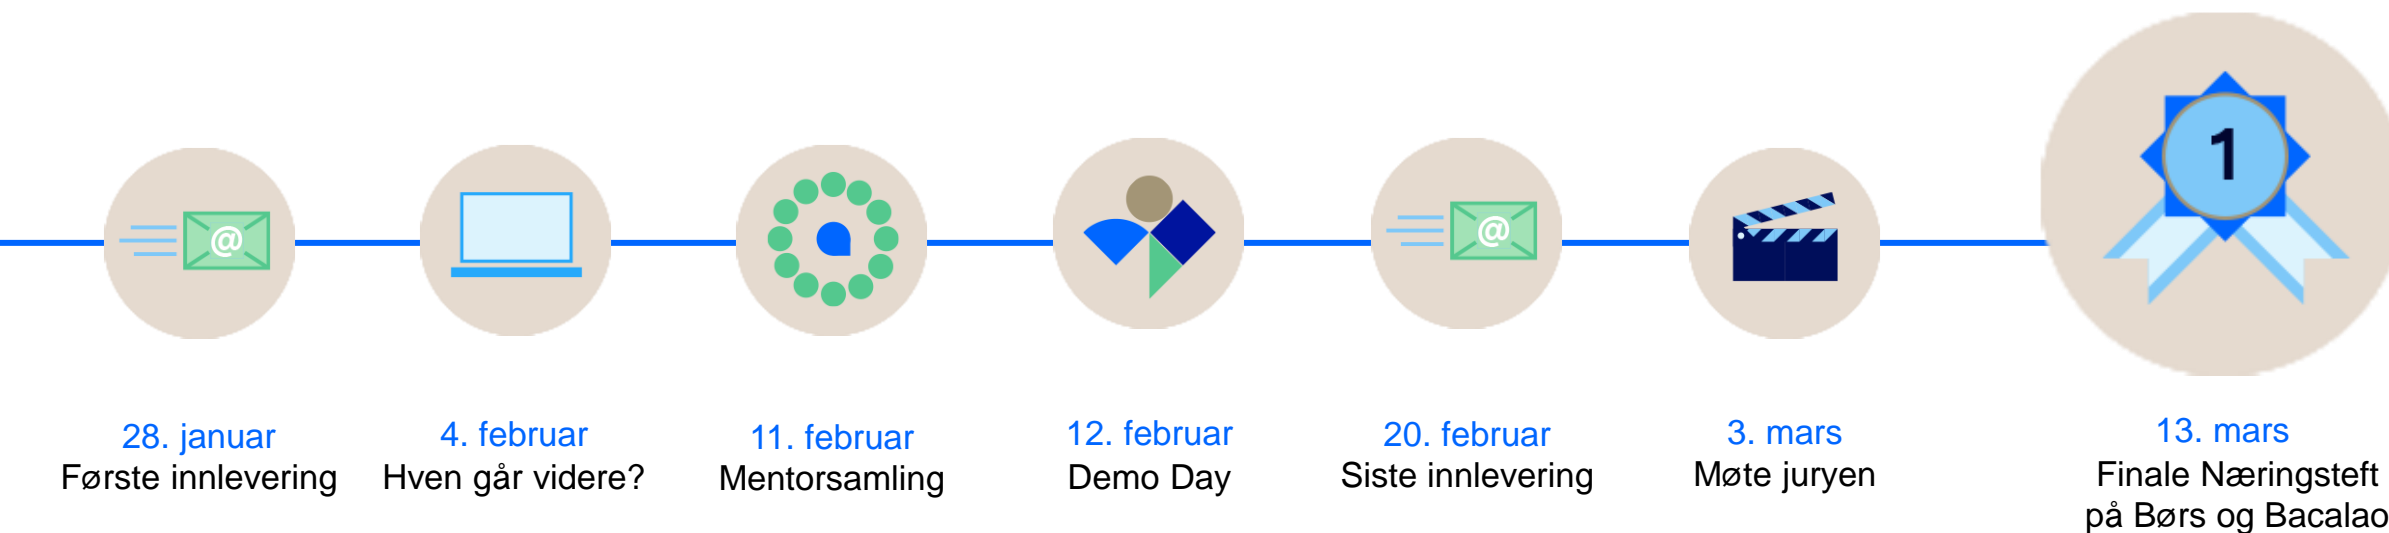 @
@
1
28. januar
Første innlevering
4. februar
Hven går videre?
11. februar
Mentorsamling
12. februar
Demo Day
20. februar
Siste innlevering
3. mars
Møte juryen
13. mars
Finale Næringsteft
på Børs og Bacalao